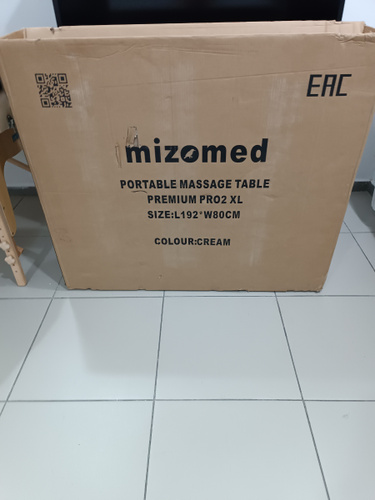 EAC
mizomed
PORTABLE MASSAGE TABLE
PREMIUM PRO2 XL
SIZE:L192*W80CM
COLOUR:CREAM